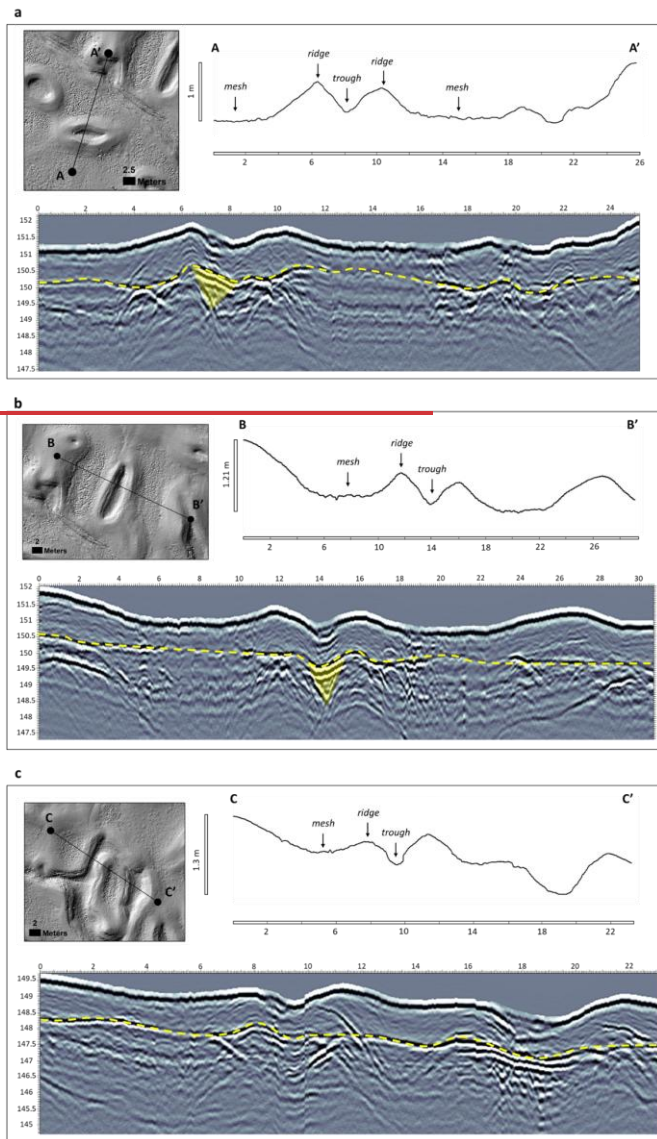 a
A'
A
2.5
Meters
A
A'
1 m
mesh
ridge
trough
ridge
mesh
2 6 10 14 18 22 26
0 2 4 6 8 10 12 14 16 18 20 22 24
152
151.5
151
150.5
150
149.5
149
148.5
148
147.5
b
B
B'
2
Meters
B
B'
1.21 m
mesh
ridge
trough
0 2 6 10 14 18 22 26
0 2 4 6 8 10 12 14 16 18 20 22 24 26 28 30
152
151.5
151
150.5
150
149.5
149
148.5
148
147.5
c
C
C'
2
Meters
C
C'
1.3 m
mesh
ridge
trough
2 6 10 14 18 22
0 2 4 6 8 10 12 14 16 18 20 22
149.5
149
148.5
148
147.5
147
146.5
146
145.5
145